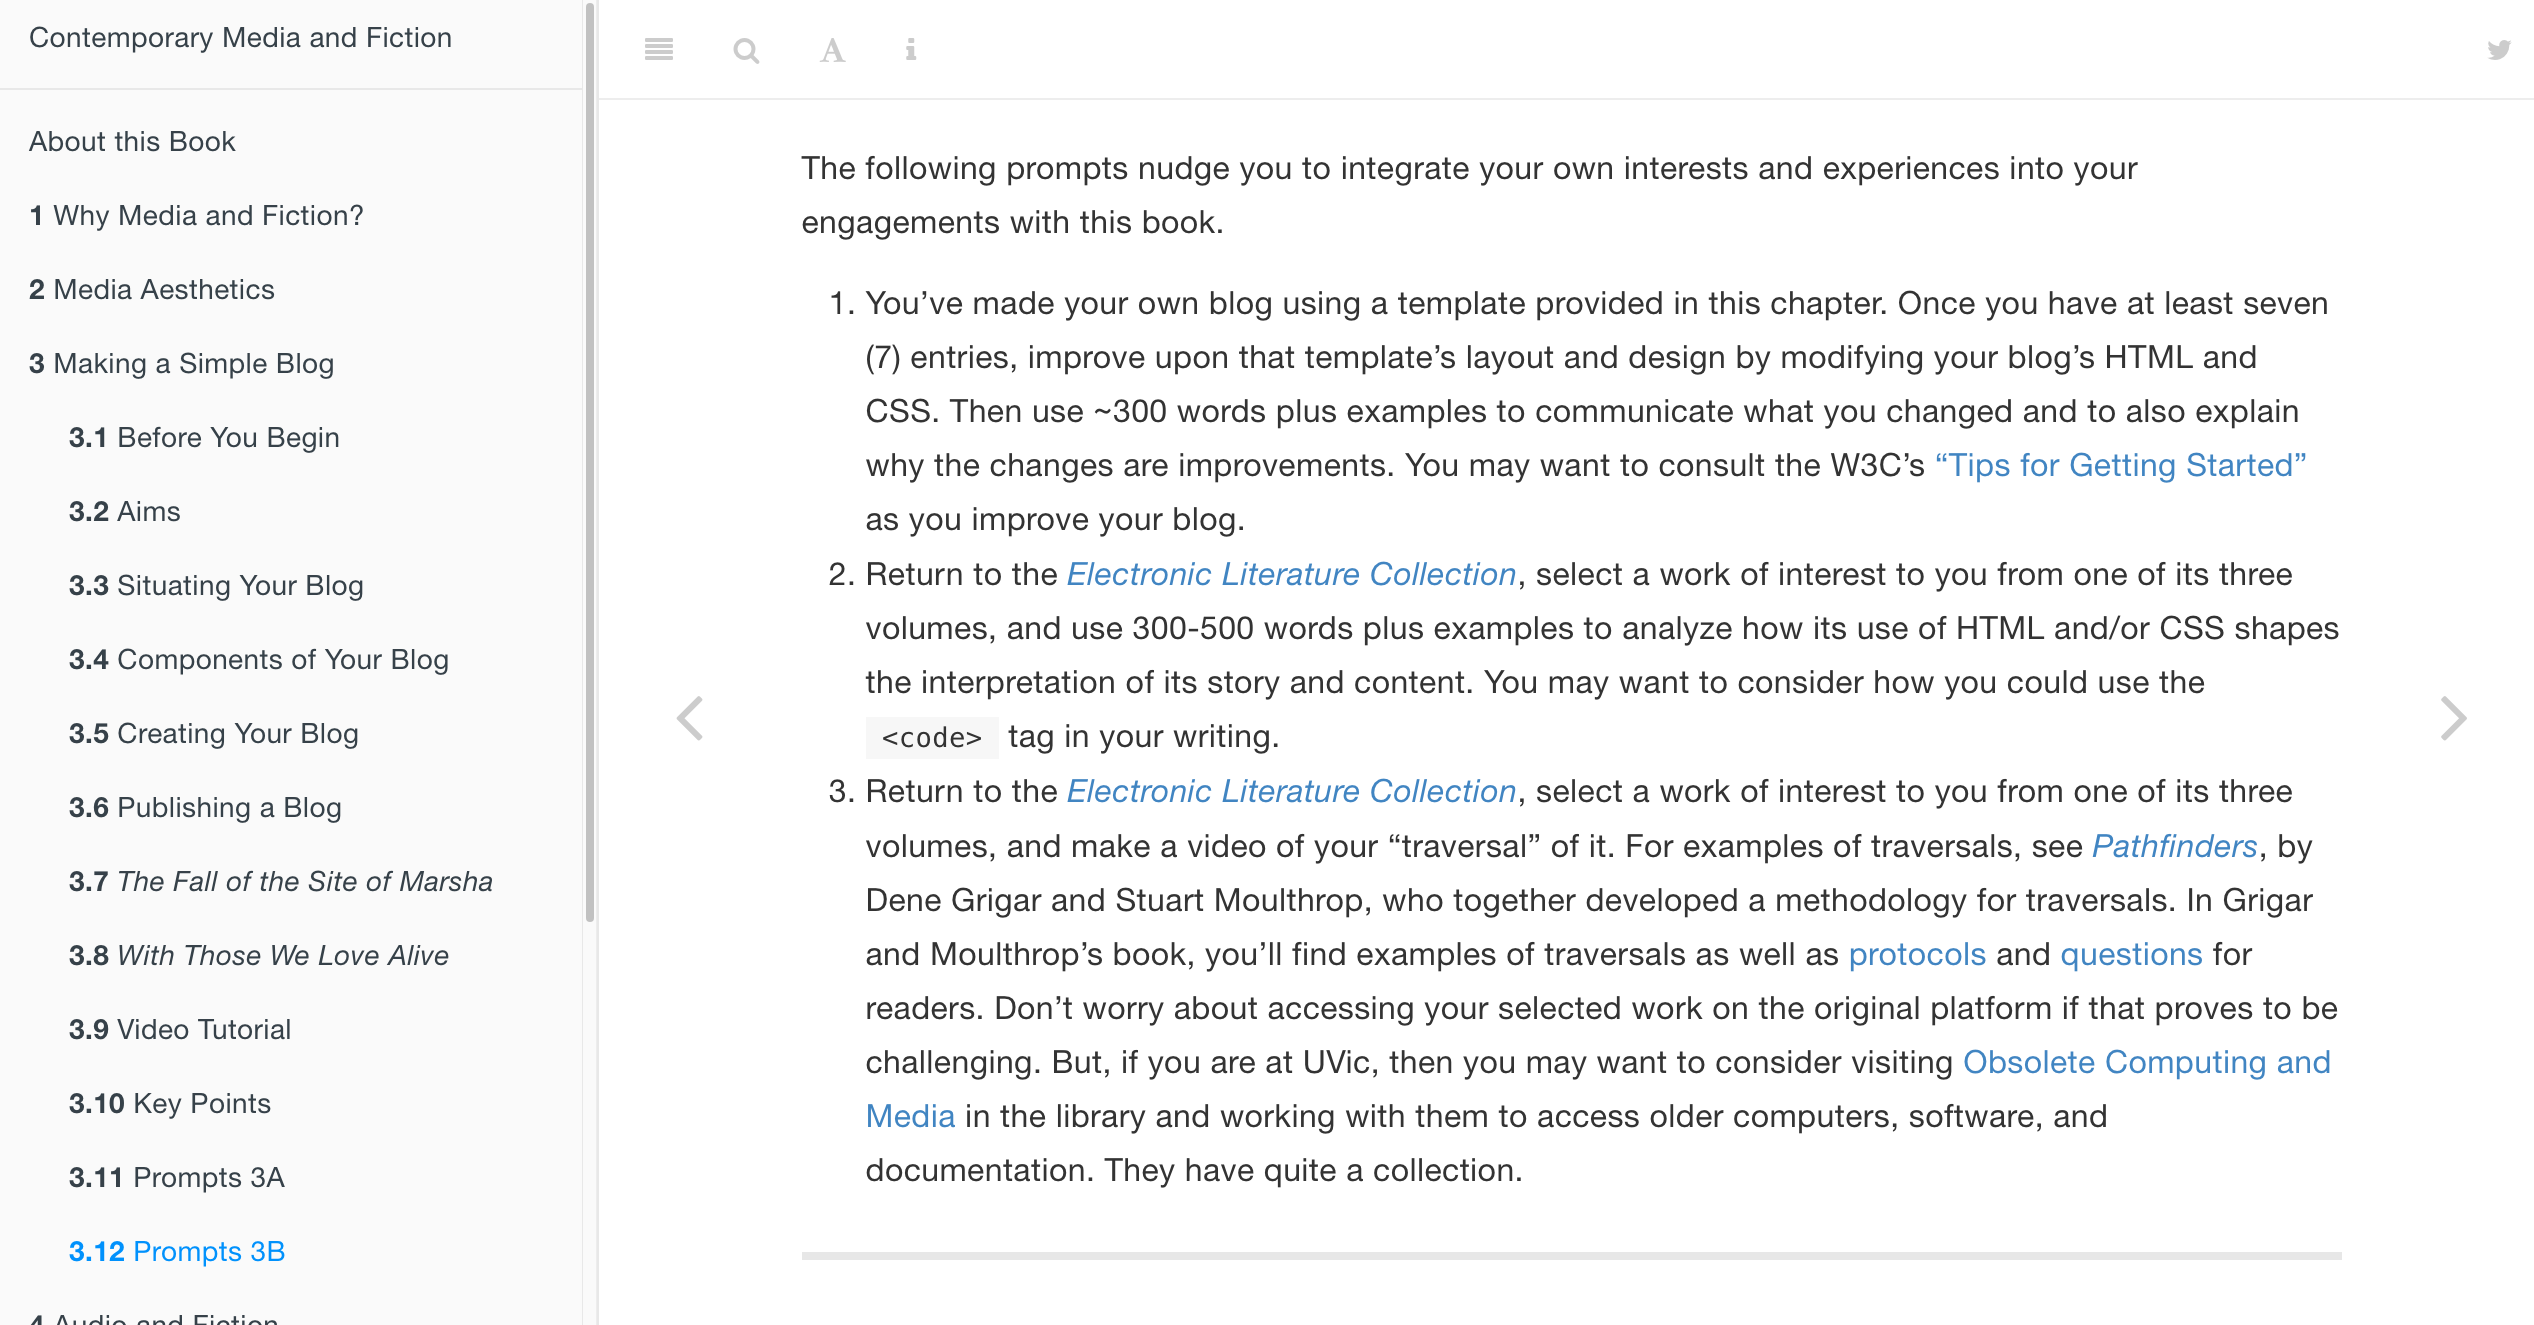 Contemporary Media and Fiction
About this Book
1 Why Media and Fiction?
2 Media Aesthetics
3 Making a Simple Blog
3.1 Before You Begin
3.2 Aims
3.3 Situating Your Blog
3.4 Components of Your Blog
3.5 Creating Your Blog
3.6 Publishing a Blog
3.7 The Fall of the Site of Marsha
3.8 With Those We Love Alive
3.9 Video Tutorial
3.10 Key Points
3.11 Prompts 3A
3.12 Prompts 3B
4 Audio and Fiction
The following prompts nudge you to integrate your own interests and experiences into your
engagements with this book.
1. You’ve made your own blog using a template provided in this chapter. Once you have at least seven
(7) entries, improve upon that template’s layout and design by modifying your blog’s HTML and
CSS. Then use ~300 words plus examples to communicate what you changed and to also explain
why the changes are improvements. You may want to consult the W3C’s “Tips for Getting Started”
as you improve your blog.
2. Return to the Electronic Literature Collection, select a work of interest to you from one of its three
volumes, and use 300-500 words plus examples to analyze how its use of HTML and/or CSS shapes
the interpretation of its story and content. You may want to consider how you could use the
<code> tag in your writing.
3. Return to the Electronic Literature Collection, select a work of interest to you from one of its three
volumes, and make a video of your “traversal” of it. For examples of traversals, see Pathfinders, by
Dene Grigar and Stuart Moulthrop, who together developed a methodology for traversals. In Grigar
and Moulthrop’s book, you’ll find examples of traversals as well as protocols and questions for
readers. Don’t worry about accessing your selected work on the original platform if that proves to be
challenging. But, if you are at UVic, then you may want to consider visiting Obsolete Computing and
Media in the library and working with them to access older computers, software, and
documentation. They have quite a collection.